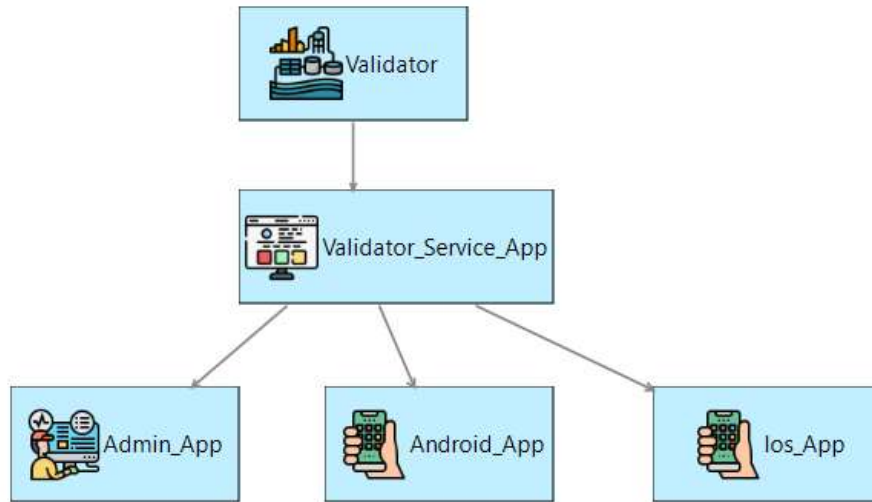 Validator
Validator_Service_App
Admin_App
Android_App
Ios_App